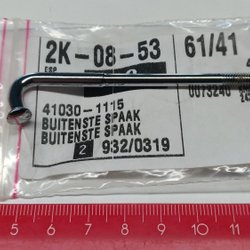 2K-08-53 61/41
ESP
0073240
41030-1115
BUITENSTE SPAAK
BUITENSTE SPAAK
2 932/0319
1 2 3 4 5 6 7 8 9 10 11